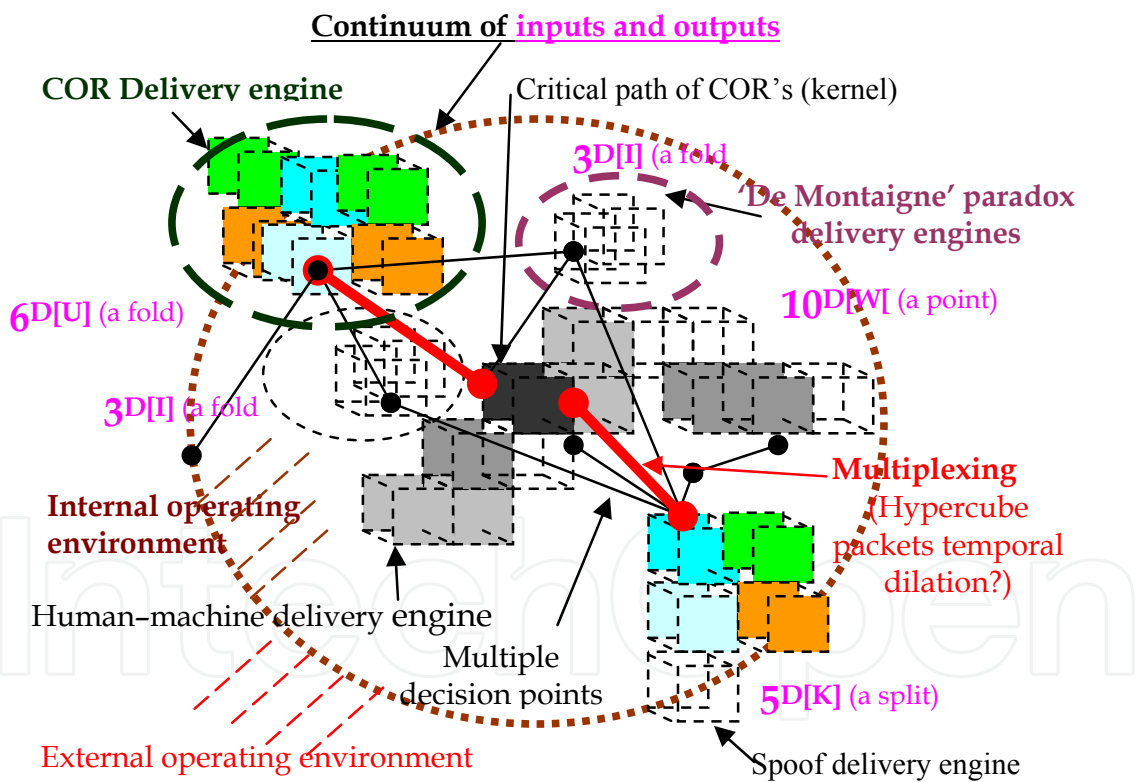 Continuum of inputs and outputs
COR Delivery engine
Critical path of COR's (kernel)
3D[I] (a fold
'De Montaigne' paradox
delivery engines
6D[U] (a fold)
10D[W[ (a point)
3D[I] (a fold
Internal operating
environment
Multiplexing
(Hypercube
packets temporal
dilation?)
Human–machine delivery engine
Multiple
decision points
5D[K] (a split)
External operating environment
Spoof delivery engine
IntechOpen